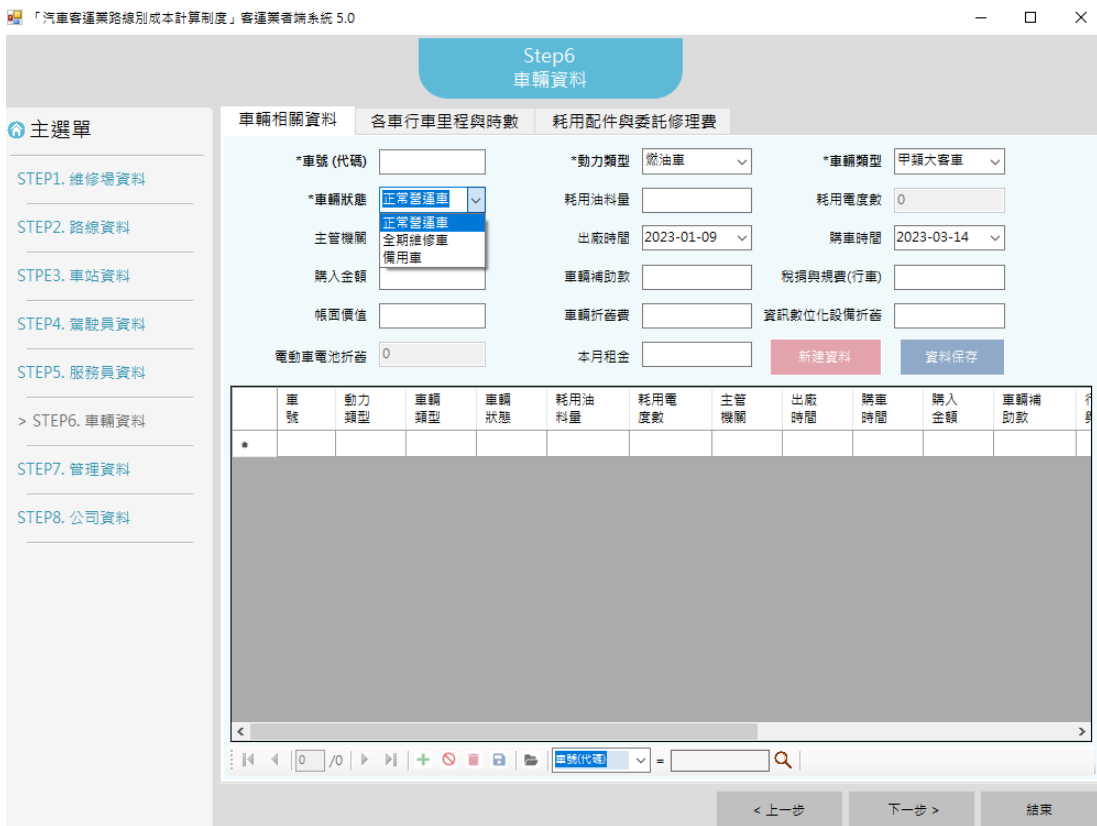 「汽車客運業路線別成本計算制度」客運業者端系統 5.0
Step6
車輛資料
主選單
STEP1. 維修場資料
STEP2. 路線資料
STPE3. 車站資料
STEP4. 駕駛員資料
STEP5. 服務員資料
> STEP6. 車輛資料
STEP7. 管理資料
STEP8. 公司資料
車輛相關資料 各車行車里程與時數 耗用配件與委託修理費
*車號 (代碼) *動力類型 燃油車 *車輛類型 甲類大客車
*車輛狀態 正常營運車 耗用油料量 耗用電度數 0
正常營運車
全期維修車
備用車
主管機關 出廠時間 2023-01-09 購車時間 2023-03-14
購入金額 車輛補助款 稅捐與規費(行車)
帳面價值 車輛折舊費 資訊數位化設備折舊
電動車電池折舊 0 本月租金 新建資料 資料保存
車號 動力類型 車輛類型 車輛狀態 耗用油料量 耗用電度數 主管機關 出廠時間 購車時間 購入金額 車輛補助款
0 /0 車號(代碼) =
< 上一步 下一步 > 結束